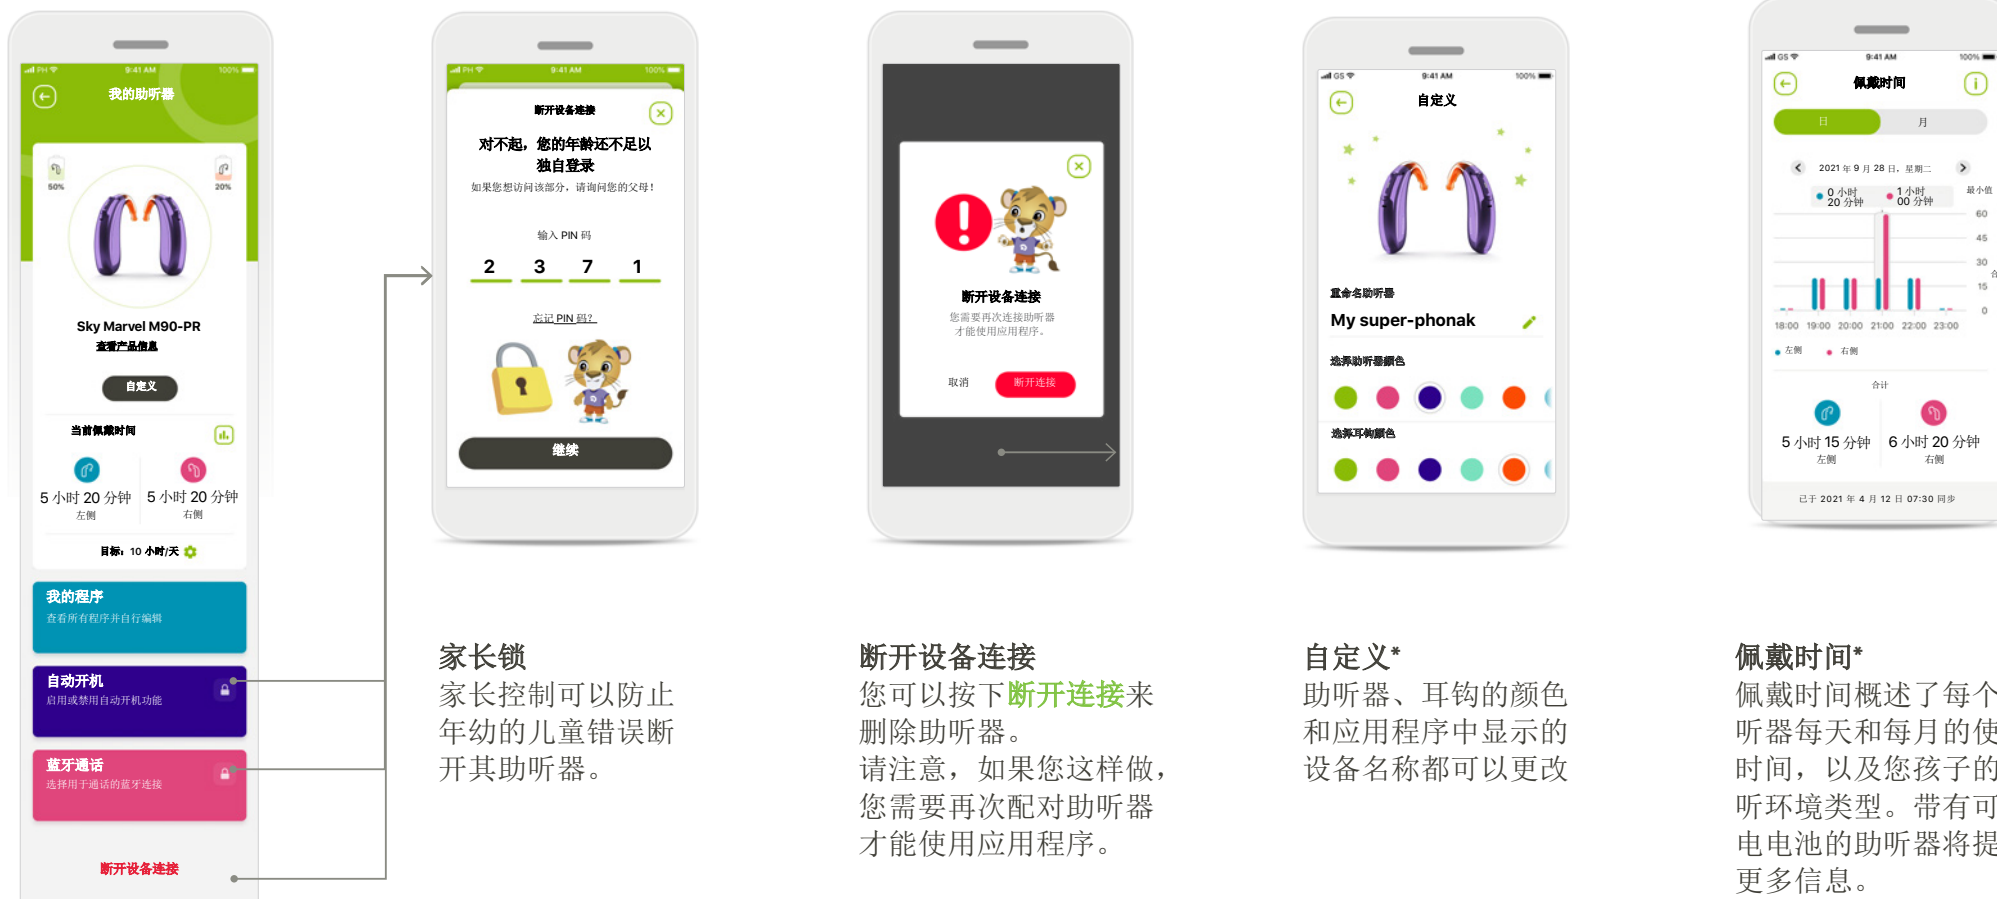 PH
9:41 AM
100%
我的助听器
50%
20%
Sky Marvel M90-PR
查看产品信息
自定义
当前佩戴时间
5 小时 20 分钟
左侧
5 小时 20 分钟
右侧
目标：10 小时/天
我的程序
查看所有程序并自行编辑
自动开机
启用或禁用自动开机功能
蓝牙通话
选择用于通话的蓝牙连接
断开设备连接
PH
9:41 AM
100%
断开设备连接
对不起，您的年龄还不足以
独自登录
如果您想访问该部分，请询问您的父母！
输入 PIN 码
2 3 7 1
忘记 PIN 码？
继续
家长锁
家长控制可以防止
年幼的儿童错误断
开其助听器。
断开设备连接
您需要再次连接助听器
才能使用应用程序。
取消
断开连接
断开设备连接
您可以按下断开连接来
删除助听器。
请注意，如果您这样做，
您需要再次配对助听器
才能使用应用程序。
GS
9:41 AM
100%
自定义
重命名助听器
My super-phonak
选择助听器颜色
选择耳钩颜色
自定义*
助听器、耳钩的颜色
和应用程序中显示的
设备名称都可以更改
GS
9:41 AM
100%
佩戴时间
日
月
2021 年 9 月 28 日，星期二
0 小时
20 分钟
1 小时
00 分钟
最小值
60
45
30
15
0
18:00 19:00 20:00 21:00 22:00 23:00
左侧
右侧
合计
5 小时 15 分钟
左侧
6 小时 20 分钟
右侧
已于 2021 年 4 月 12 日 07:30 同步
佩戴时间*
佩戴时间概述了每个
听器每天和每月的使
时间，以及您孩子的
听环境类型。带有可
电电池的助听器将提
更多信息。